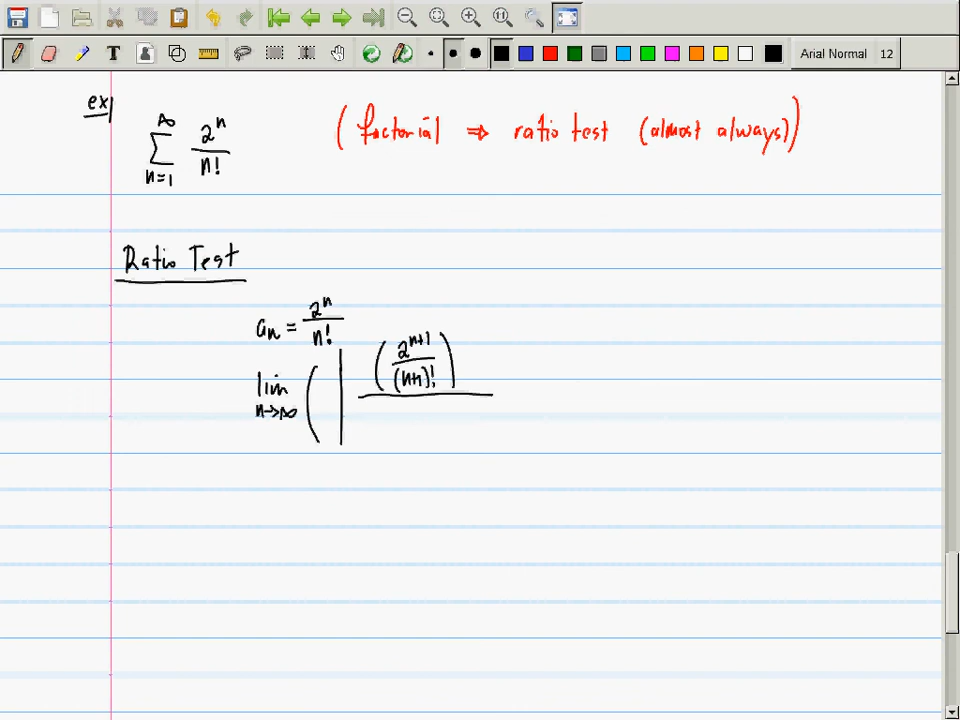 Arial Normal 12
ex
∞
∑ 2^n/n! (factorial ⇒ ratio test (almost always))
n=1
Ratio Test
a_n = 2^n/n!
lim n→∞ ( | (2^{n+1}/(n+1)!)